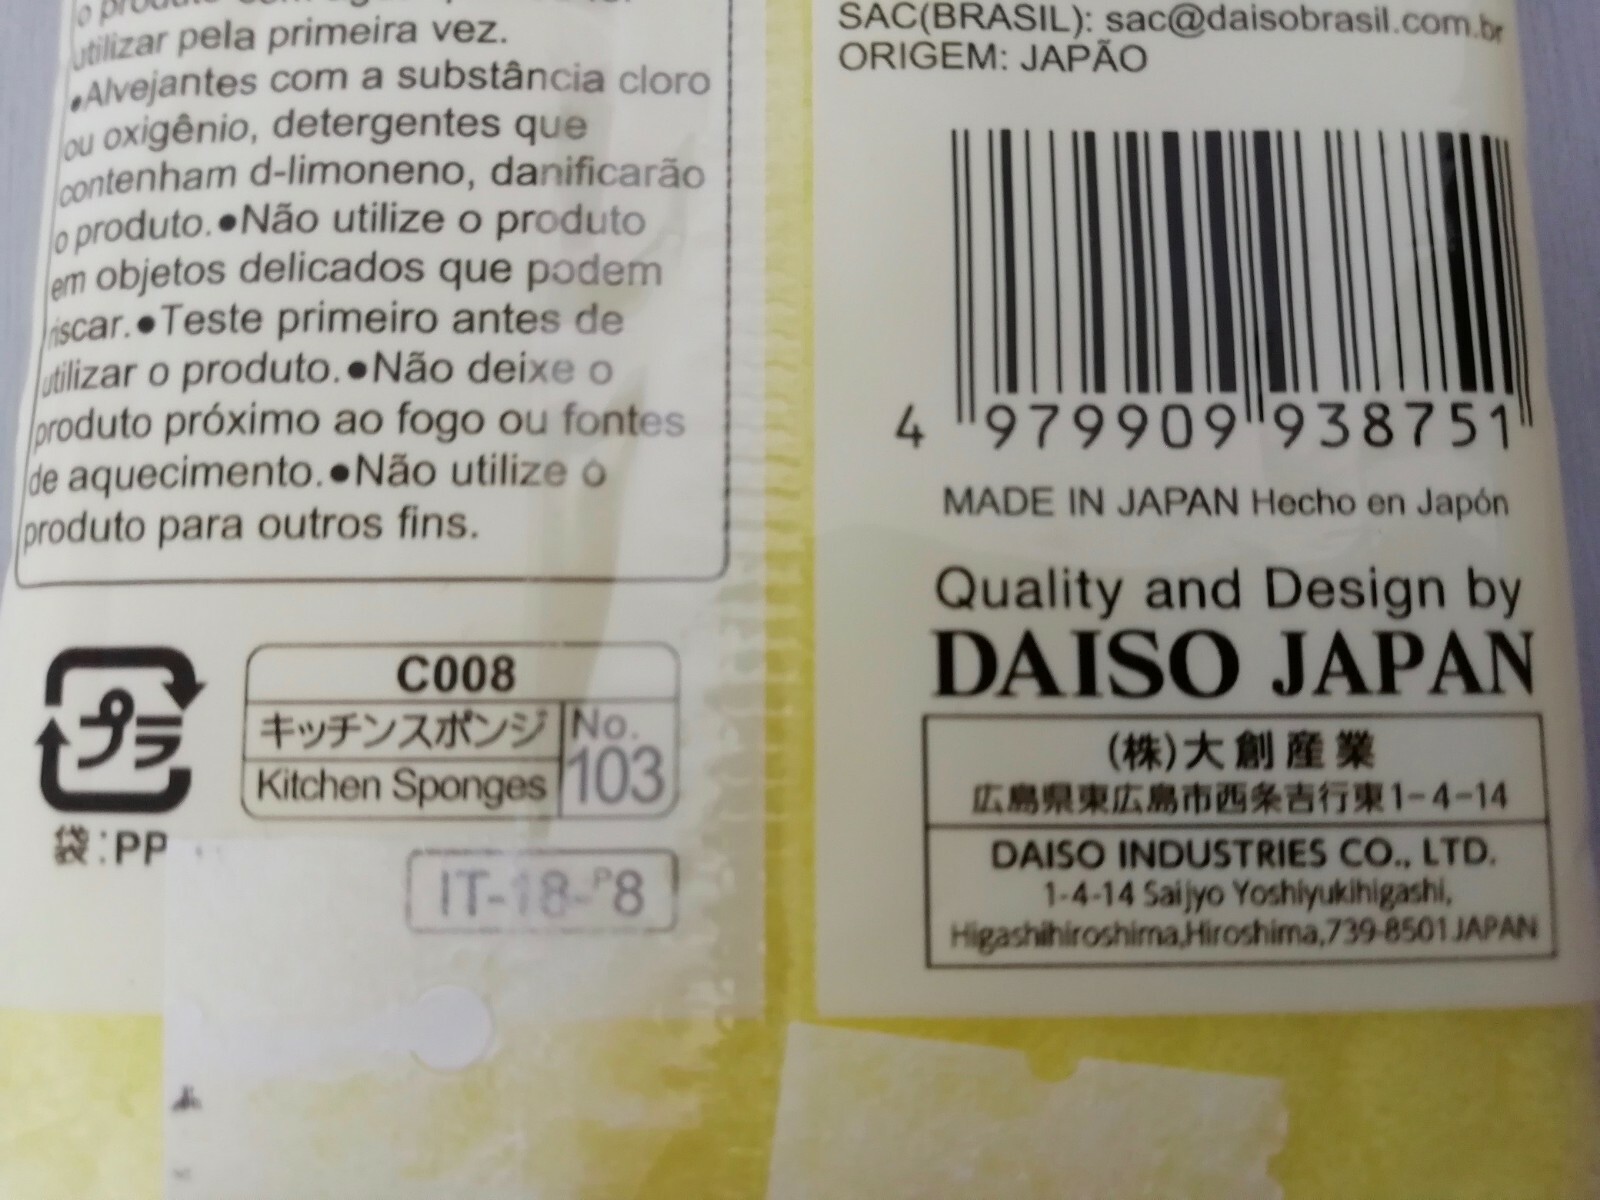 utilizar pela primeira vez.
●Alvejantes com a substância cloro
ou oxigênio, detergentes que
contenham d-limoneno, danificarão
o produto.●Não utilize o produto
em objetos delicados que podem
riscar.●Teste primeiro antes de
utilizar o produto.●Não deixe o
produto próximo ao fogo ou fontes
de aquecimento.●Não utilize o
produto para outros fins.
プラ
袋:PP
C008
キッチンスポンジ
Kitchen Sponges
No.
103
IT-18-P8
SAC(BRASIL): sac@daisobrasil.com.br
ORIGEM: JAPÃO
4 979909 938751
MADE IN JAPAN Hecho en Japón
Quality and Design by
DAISO JAPAN
(株)大創産業
広島県東広島市西条吉行東1-4-14
DAISO INDUSTRIES CO., LTD.
1-4-14 Saijyo Yoshiyukihigashi,
Higashihiroshima,Hiroshima,739-8501 JAPAN